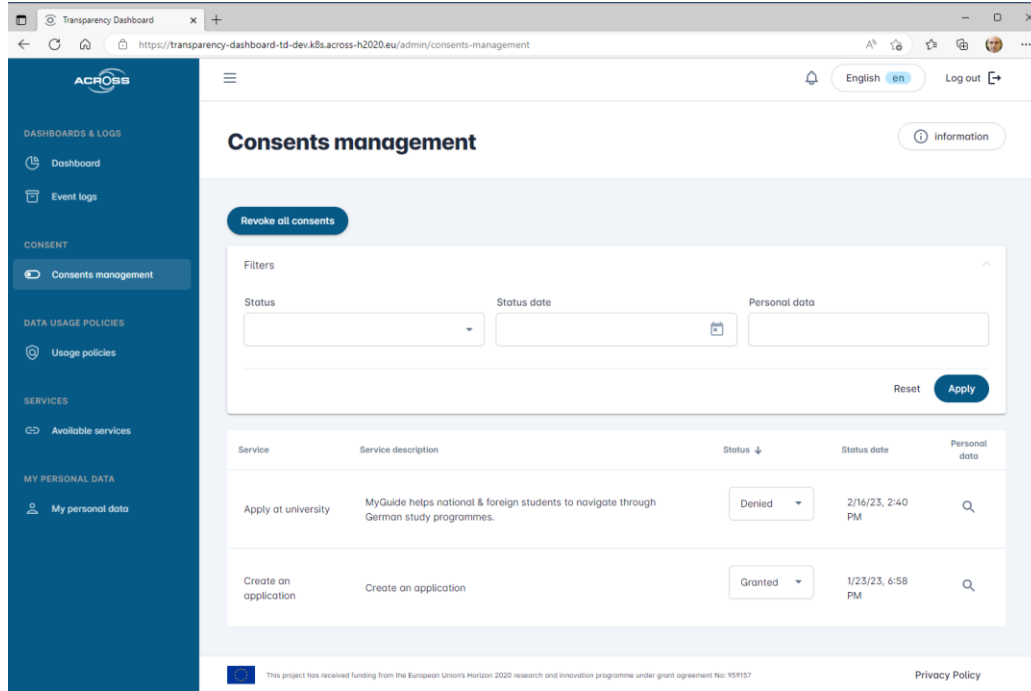 Transparency Dashboard
https://transparency-dashboard-td-dev.k8s.across-h2020.eu/admin/consents-management
ACROSS
English en
Log out
DASHBOARDS & LOGS
Dashboard
Event logs
CONSENT
Consents management
DATA USAGE POLICIES
Usage policies
SERVICES
Available services
MY PERSONAL DATA
My personal data
Consents management
information
Revoke all consents
Filters
Status
Status date
Personal data
Reset
Apply
Service
Service description
Status
Status date
Personal
data
Apply at university
MyGuide helps national & foreign students to navigate through
German study programmes.
Denied
2/16/23, 2:40
PM
Create an
application
Create an application
Granted
1/23/23, 6:58
PM
This project has received funding from the European Union's Horizon 2020 research and innovation programme under grant agreement No: 959157
Privacy Policy